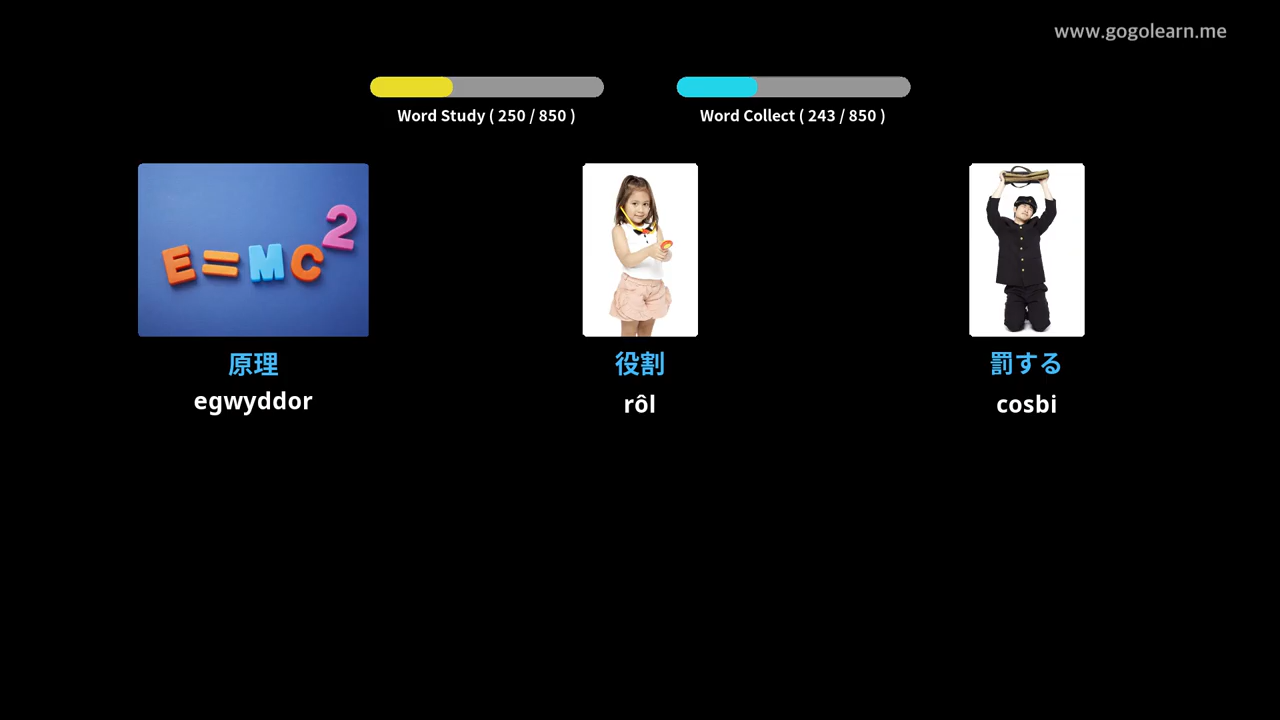 www.gogolearn.me
Word Study ( 250 / 850 )
Word Collect ( 243 / 850 )
E=MC2
原理
egwyddor
役割
rôl
罰する
cosbi